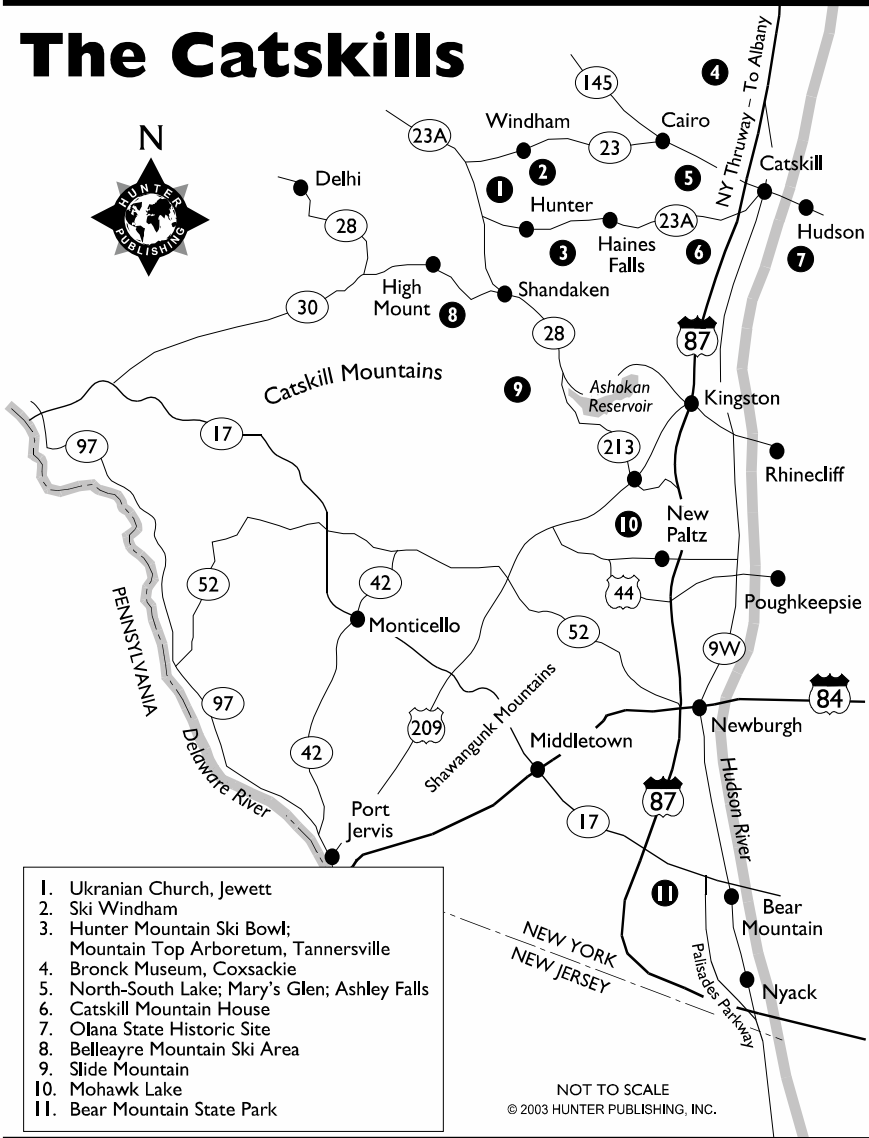 The Catskills
N
HUNTER
PUBLISHING
4
145
NY Thruway – To Albany
23A
Windham
23
Cairo
Catskill
1
2
5
Delhi
Hunter
23A
Hudson
28
3
Haines
Falls
6
7
High
Mount
8
Shandaken
30
28
87
Catskill Mountains
9
Ashokan
Reservoir
Kingston
97
17
213
Rhinecliff
10
New
Paltz
52
42
44
Poughkeepsie
PENNSYLVANIA
Monticello
52
9W
97
Shawangunk Mountains
84
209
Newburgh
Delaware River
42
Middletown
Hudson River
87
Port
Jervis
17
11
Bear
Mountain
NEW YORK
NEW JERSEY
Palisades Parkway
Nyack
1. Ukranian Church, Jewett
2. Ski Windham
3. Hunter Mountain Ski Bowl;
Mountain Top Arboretum, Tannersville
4. Bronck Museum, Coxsackie
5. North-South Lake; Mary's Glen; Ashley Falls
6. Catskill Mountain House
7. Olana State Historic Site
8. Belleayre Mountain Ski Area
9. Slide Mountain
10. Mohawk Lake
11. Bear Mountain State Park
NOT TO SCALE
© 2003 HUNTER PUBLISHING, INC.